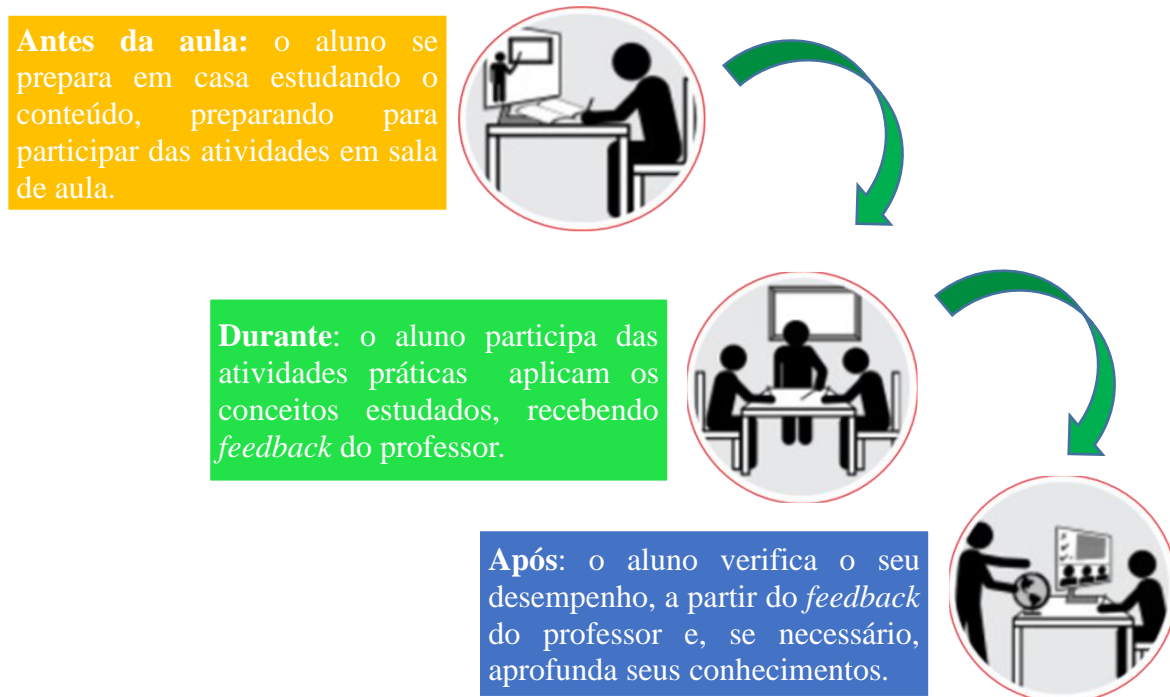 Antes da aula: o aluno se
prepara em casa estudando o
conteúdo, preparando para
participar das atividades em sala
de aula.
Durante: o aluno participa das
atividades práticas aplicam os
conceitos estudados, recebendo
feedback do professor.
Após: o aluno verifica o seu
desempenho, a partir do feedback
do professor e, se necessário,
aprofunda seus conhecimentos.